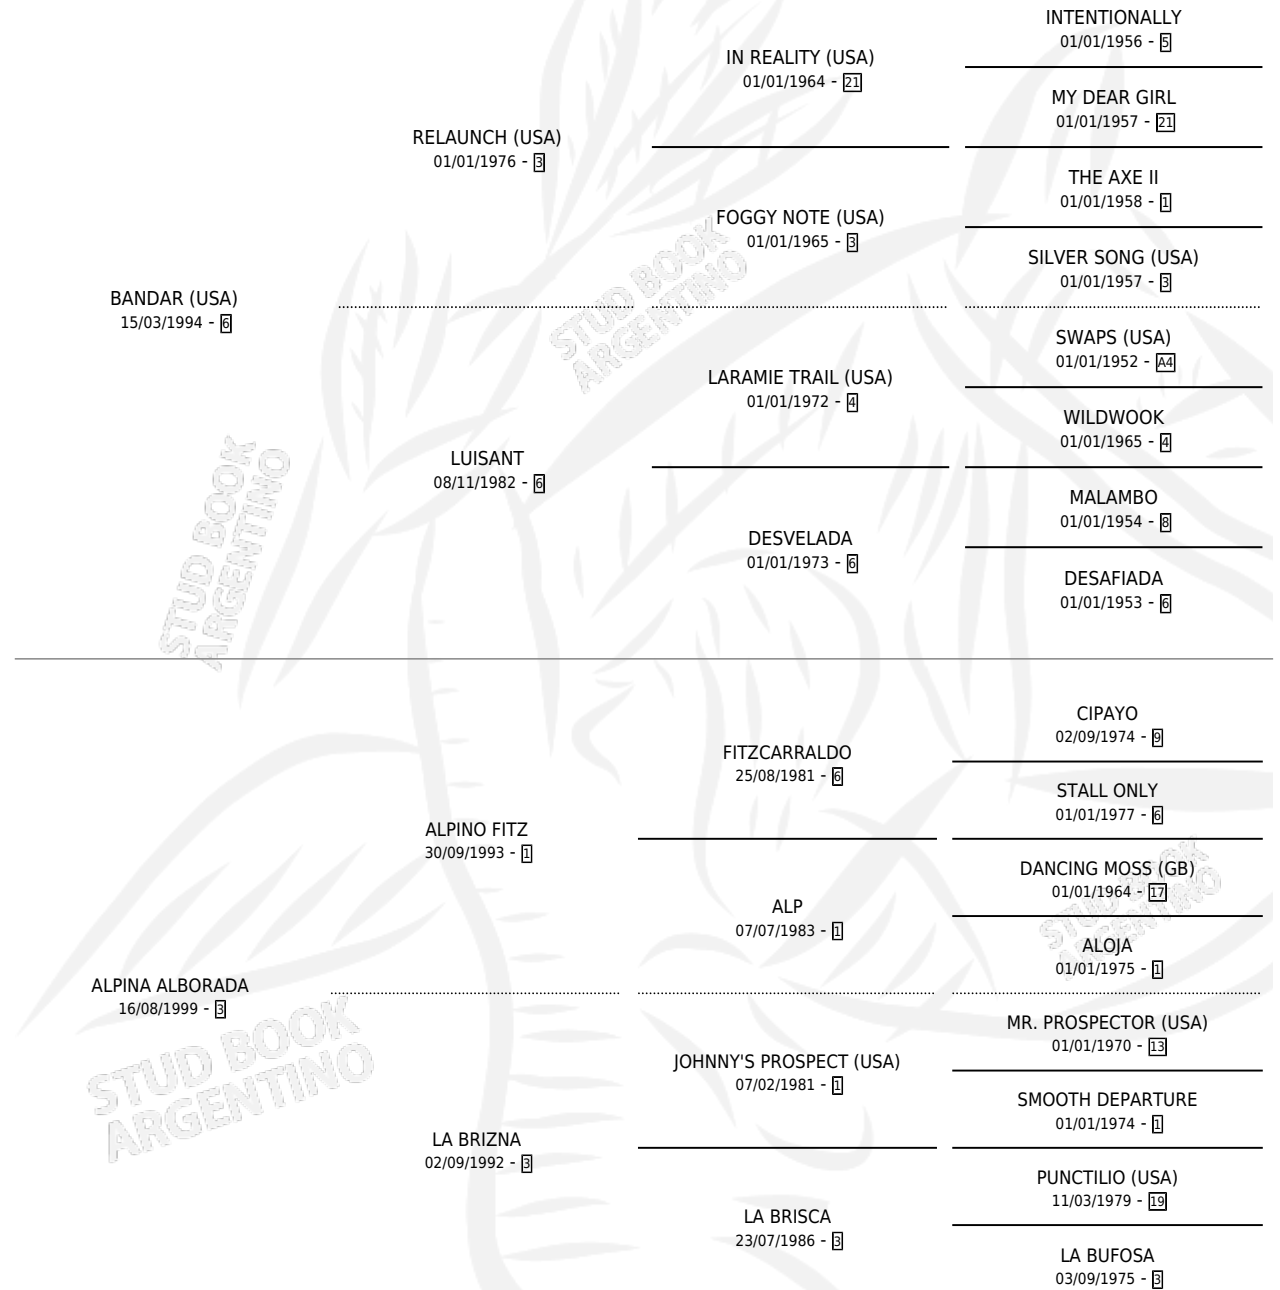 INTENTIONALLY
01/01/1956 - 5
IN REALITY (USA)
01/01/1964 - 21
MY DEAR GIRL
01/01/1957 - 21
RELAUNCH (USA)
01/01/1976 - 3
THE AXE II
01/01/1958 - 1
FOGGY NOTE (USA)
01/01/1965 - 3
SILVER SONG (USA)
01/01/1957 - 3
BANDAR (USA)
15/03/1994 - 6
SWAPS (USA)
01/01/1952 - A4
LARAMIE TRAIL (USA)
01/01/1972 - 4
WILDWOOK
01/01/1965 - 4
LUISANT
08/11/1982 - 6
MALAMBO
01/01/1954 - 8
DESVELADA
01/01/1973 - 6
DESAFIADA
01/01/1953 - 6
CIPAYO
02/09/1974 - 9
FITZCARRALDO
25/08/1981 - 6
STALL ONLY
01/01/1977 - 6
ALPINO FITZ
30/09/1993 - 1
DANCING MOSS (GB)
01/01/1964 - 17
ALP
07/07/1983 - 1
ALOJA
01/01/1975 - 1
ALPINA ALBORADA
16/08/1999 - 3
MR. PROSPECTOR (USA)
01/01/1970 - 13
JOHNNY'S PROSPECT (USA)
07/02/1981 - 1
SMOOTH DEPARTURE
01/01/1974 - 1
LA BRIZNA
02/09/1992 - 3
PUNCTILIO (USA)
11/03/1979 - 19
LA BRISCA
23/07/1986 - 3
LA BUFOSA
03/09/1975 - 3
STUD BOOK
ARGENTINO
STUD BOOK
ARGENTINO
STUD BOOK
ARGENTINO
STUD BOOK
ARGENTINO